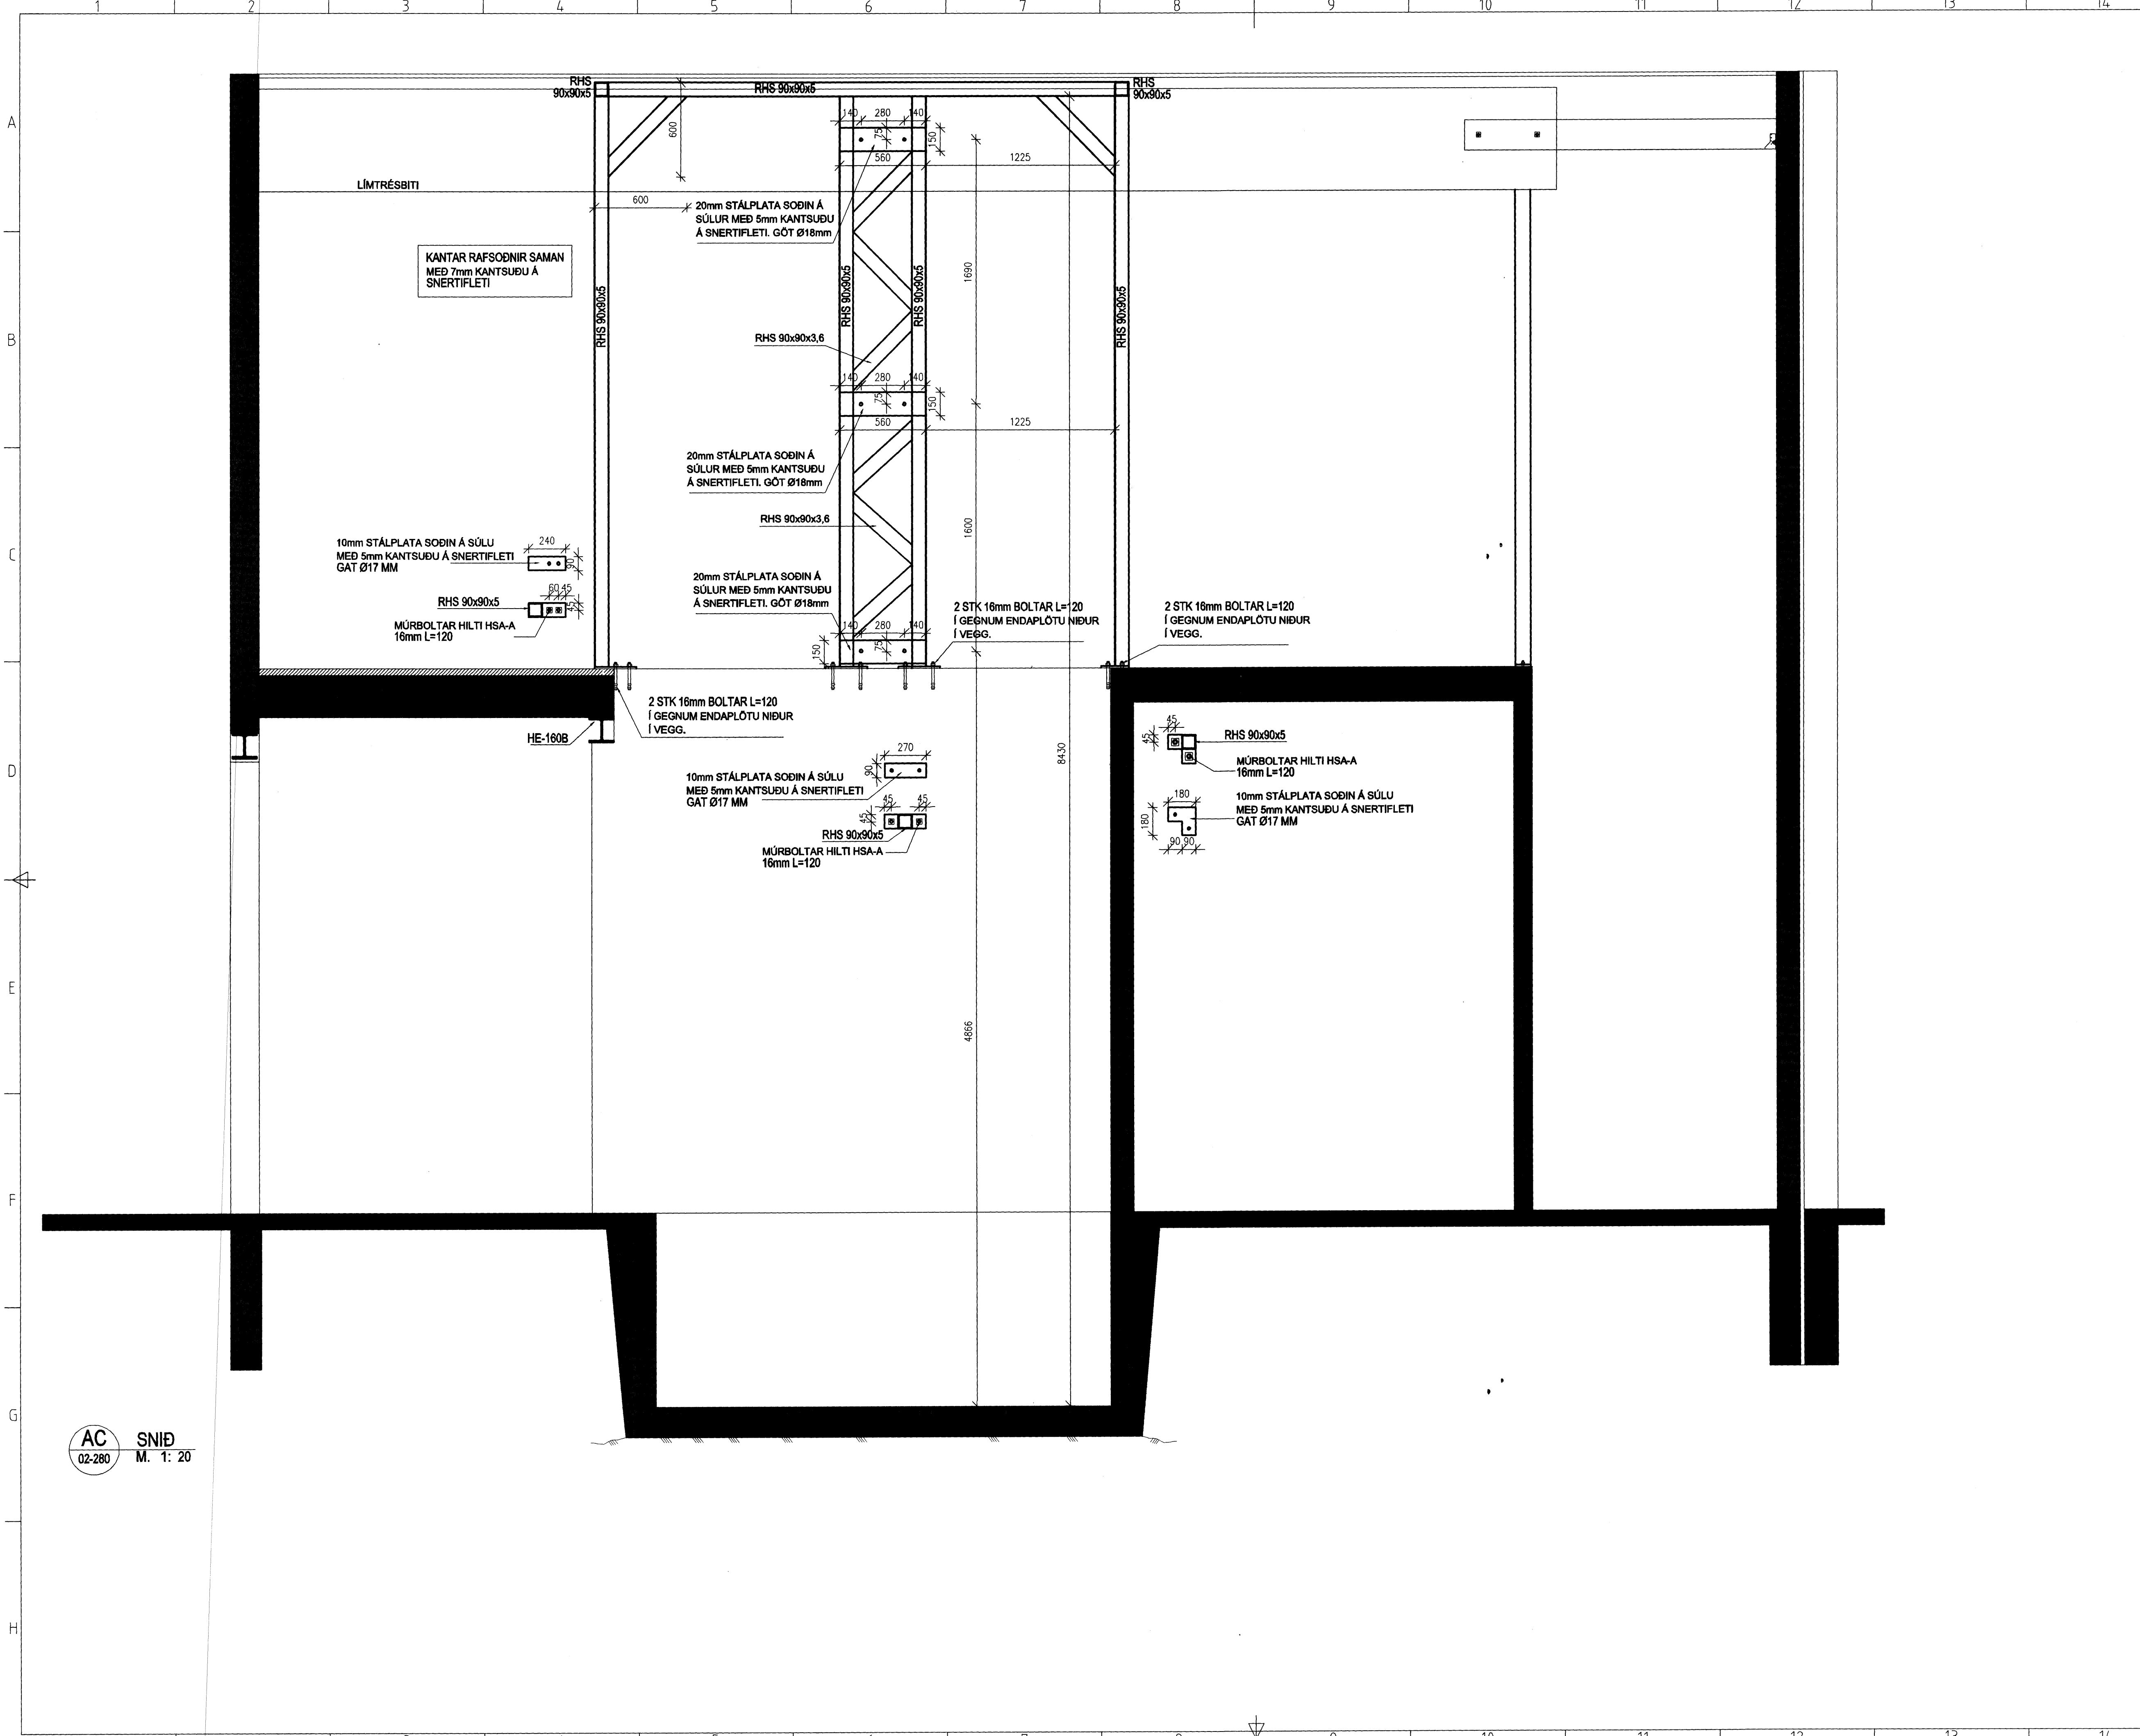 1 2 3 4 5 6 7 8 9 10 11 12 13 14
A
B
C
D
E
F
G
H
RHS
90x90x5
RHS 90x90x5
RHS
90x90x5
600
140 280 140
75
150
560
1225
LÍMTRÉSBITI
600
20mm STÁLPLATA SOÐIN Á
SÚLUR MEÐ 5mm KANTSUÐU
Á SNERTIFLETI. GÖT Ø18mm
KANTAR RAFSOÐNIR SAMAN
MEÐ 7mm KANTSUÐU Á
SNERTIFLETI
RHS 90x90x5
RHS 90x90x5
RHS 90x90x5
RHS 90x90x5
1690
RHS 90x90x3,6
140 280 140
75
150
560
1225
20mm STÁLPLATA SOÐIN Á
SÚLUR MEÐ 5mm KANTSUÐU
Á SNERTIFLETI. GÖT Ø18mm
RHS 90x90x3,6
1600
10mm STÁLPLATA SOÐIN Á SÚLU
MEÐ 5mm KANTSUÐU Á SNERTIFLETI
GAT Ø17 MM
240
90
60 45
45
RHS 90x90x5
MÚRBOLTAR HILTI HSA-A
16mm L=120
20mm STÁLPLATA SOÐIN Á
SÚLUR MEÐ 5mm KANTSUÐU
Á SNERTIFLETI. GÖT Ø18mm
140 280 140
150
75
2 STK 16mm BOLTAR L=120
Í GEGNUM ENDAPLÖTU NIÐUR
Í VEGG.
2 STK 16mm BOLTAR L=120
Í GEGNUM ENDAPLÖTU NIÐUR
Í VEGG.
2 STK 16mm BOLTAR L=120
Í GEGNUM ENDAPLÖTU NIÐUR
Í VEGG.
HE-160B
270
90
10mm STÁLPLATA SOÐIN Á SÚLU
MEÐ 5mm KANTSUÐU Á SNERTIFLETI
GAT Ø17 MM
45 45
45
RHS 90x90x5
MÚRBOLTAR HILTI HSA-A
16mm L=120
8430
45
45
RHS 90x90x5
MÚRBOLTAR HILTI HSA-A
16mm L=120
180
180
90 90
10mm STÁLPLATA SOÐIN Á SÚLU
MEÐ 5mm KANTSUÐU Á SNERTIFLETI
GAT Ø17 MM
4866
AC
02-280
SNIÐ
M. 1: 20